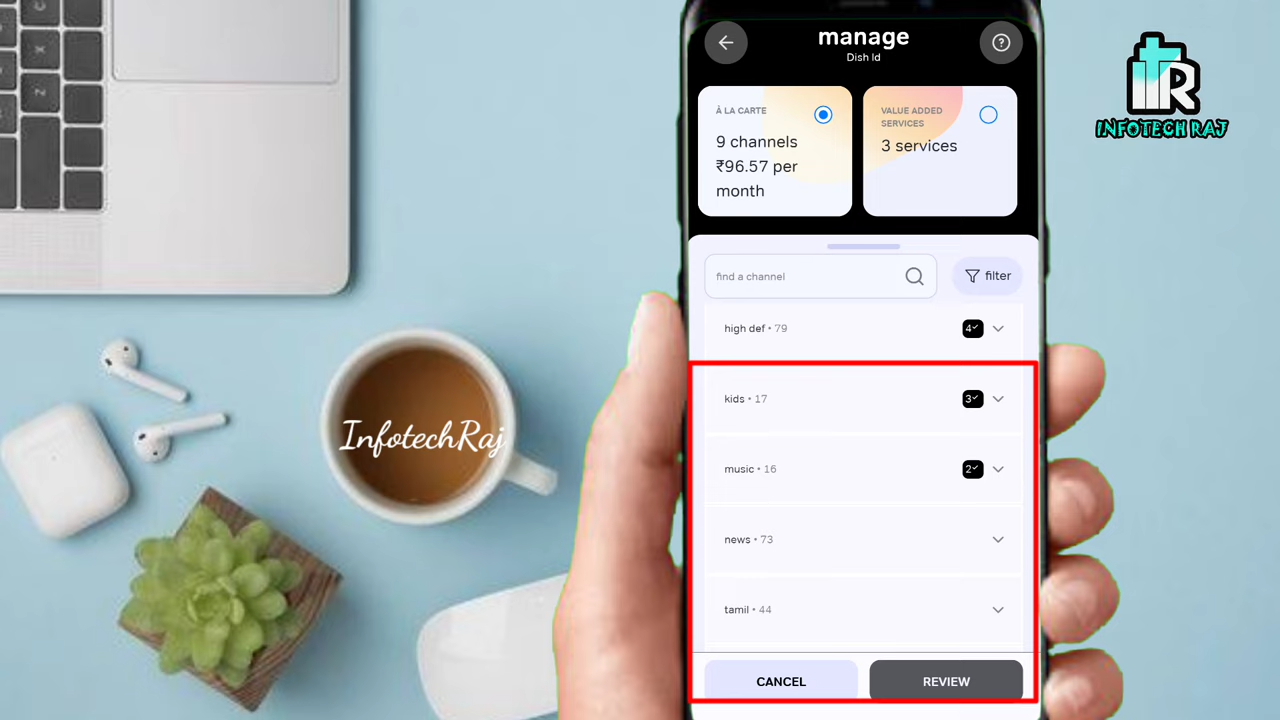 manage
Dish Id
À LA CARTE
9 channels
₹96.57 per
month
VALUE ADDED
SERVICES
3 services
find a channel
filter
high def • 79
4
kids • 17
3
music • 16
2
news • 73
tamil • 44
CANCEL
REVIEW
InfotechRaj
ITR
INFOTECH RAJ
X
Z